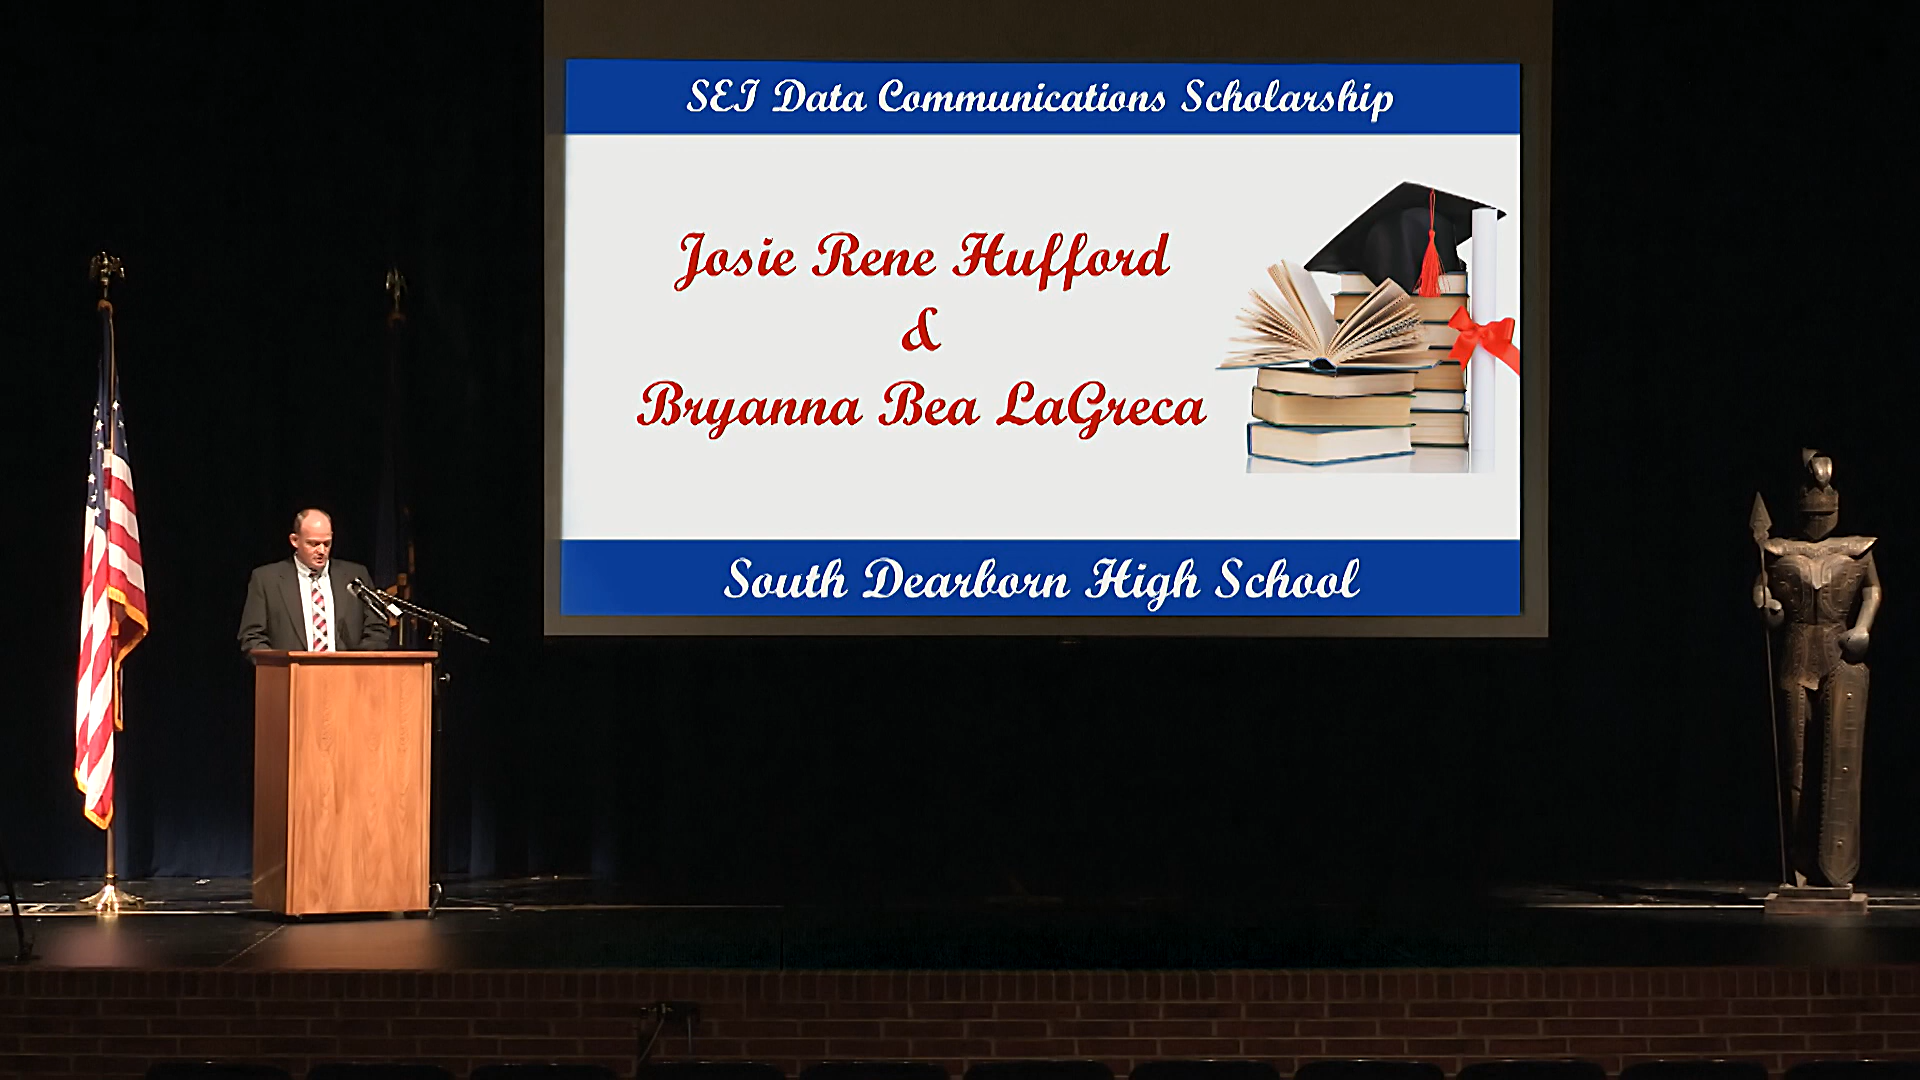 SEI Data Communications Scholarship
Josie Rene Hufford
&
Bryanna Bea LaGreca
South Dearborn High School